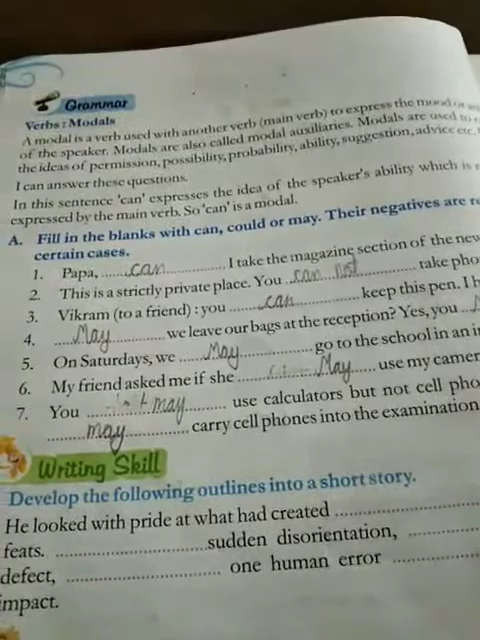 Grammar
Verbs : Modals
A modal is a verb used with another verb (main verb) to express the mood or
of the speaker. Modals are also called modal auxiliaries. Modals are used to
the ideas of permission, possibility, probability, ability, suggestion, advice etc.
I can answer these questions.
In this sentence 'can' expresses the idea of the speaker's ability which is
expressed by the main verb. So 'can' is a modal.
A. Fill in the blanks with can, could or may. Their negatives are
certain cases.
1. Papa, ......can............... I take the magazine section of the
2. This is a strictly private place. You ...can not............... take
3. Vikram (to a friend) : you .........can............... keep this pen. I
4. May.................. we leave our bags at the reception? Yes, you
5. On Saturdays, we ......May............... go to the school in an
6. My friend asked me if she .................. May...... use my
7. You ............ may......... use calculators but not cell
.........may............... carry cell phones into the examination
Writing Skill
Develop the following outlines into a short story.
He looked with pride at what had created ..............................
feats. .................................sudden disorientation, ...............
defect, ................................. one human error ..................
impact.